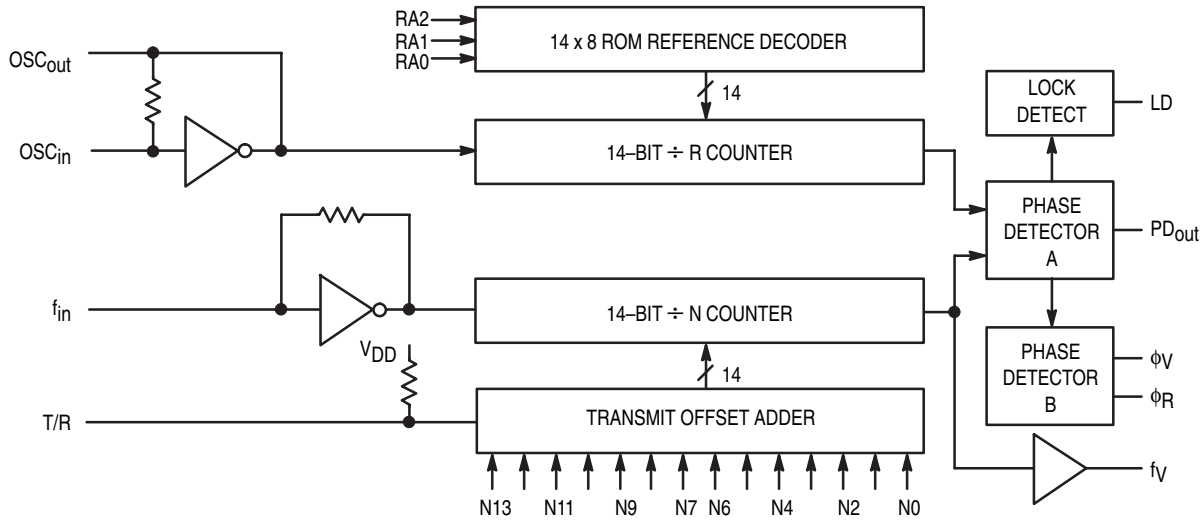 RA2
RA1
RA0
14 x 8 ROM REFERENCE DECODER
OSCout
14
LOCK
DETECT
LD
OSCin
14–BIT ÷ R COUNTER
PHASE
DETECTOR
A
PDout
fin
14–BIT ÷ N COUNTER
VDD
14
PHASE
DETECTOR
B
ϕV
ϕR
T/R
TRANSMIT OFFSET ADDER
fV
N13 N11 N9 N7 N6 N4 N2 N0